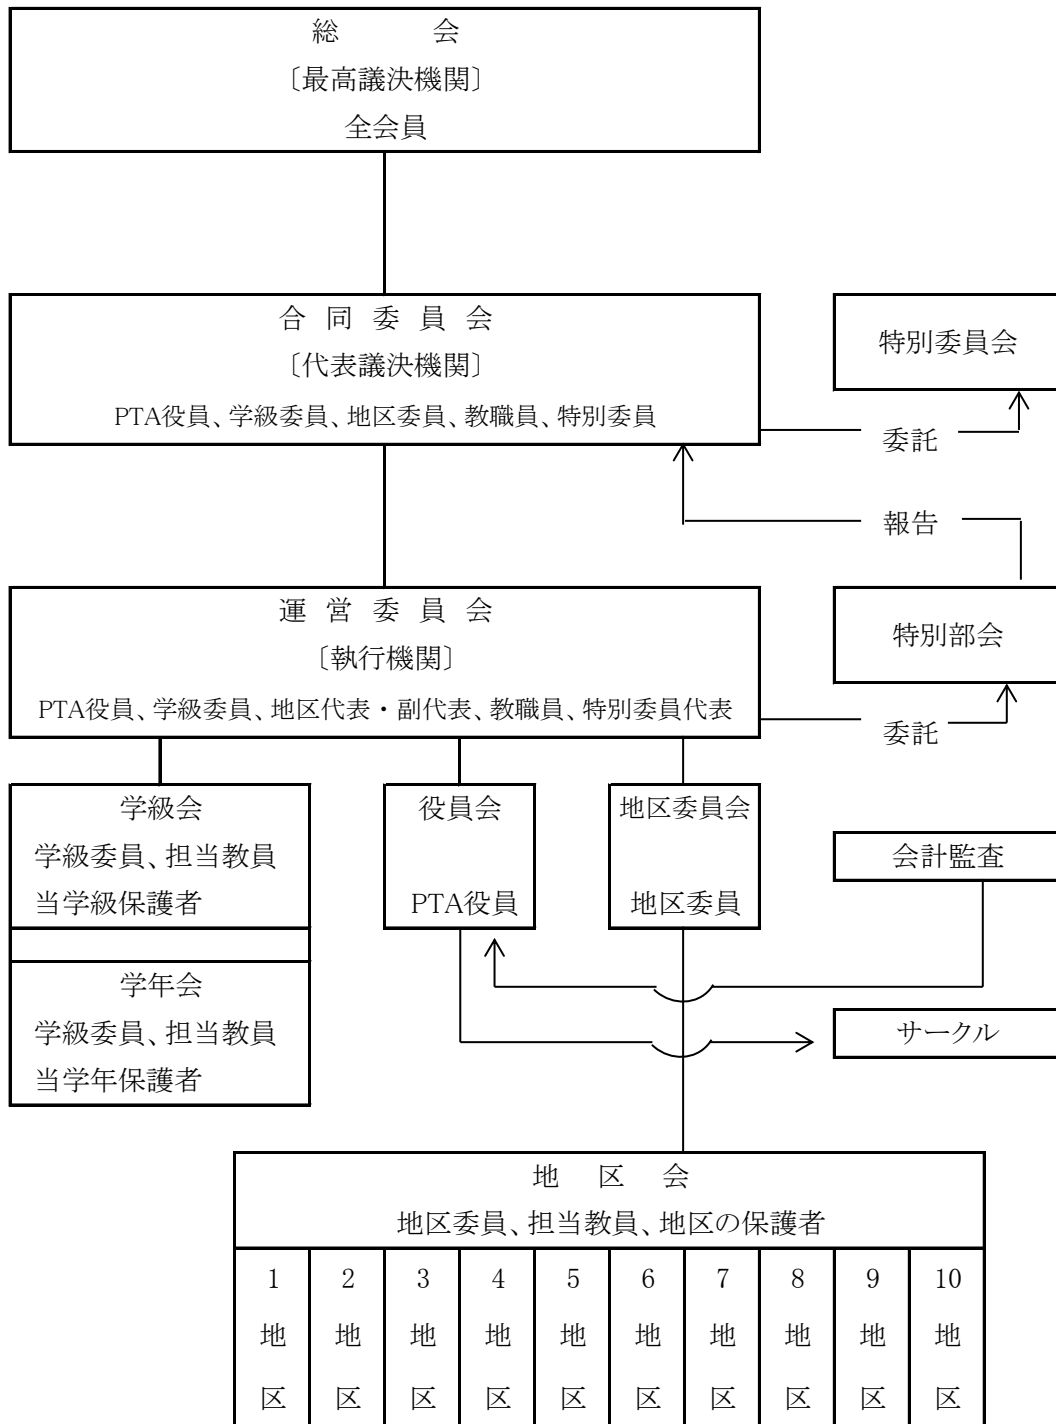 総　会
〔最高議決機関〕
全会員
合 同 委 員 会
〔代表議決機関〕
PTA役員、学級委員、地区委員、教職員、特別委員
特別委員会
委託
報告
運 営 委 員 会
〔執行機関〕
PTA役員、学級委員、地区代表・副代表、教職員、特別委員代表
特別部会
委託
学級会
学級委員、担当教員
当学級保護者
役員会
PTA役員
地区委員会
地区委員
会計監査
学年会
学級委員、担当教員
当学年保護者
サークル
地　区　会
地区委員、担当教員、地区の保護者
1地区
2地区
3地区
4地区
5地区
6地区
7地区
8地区
9地区
10地区